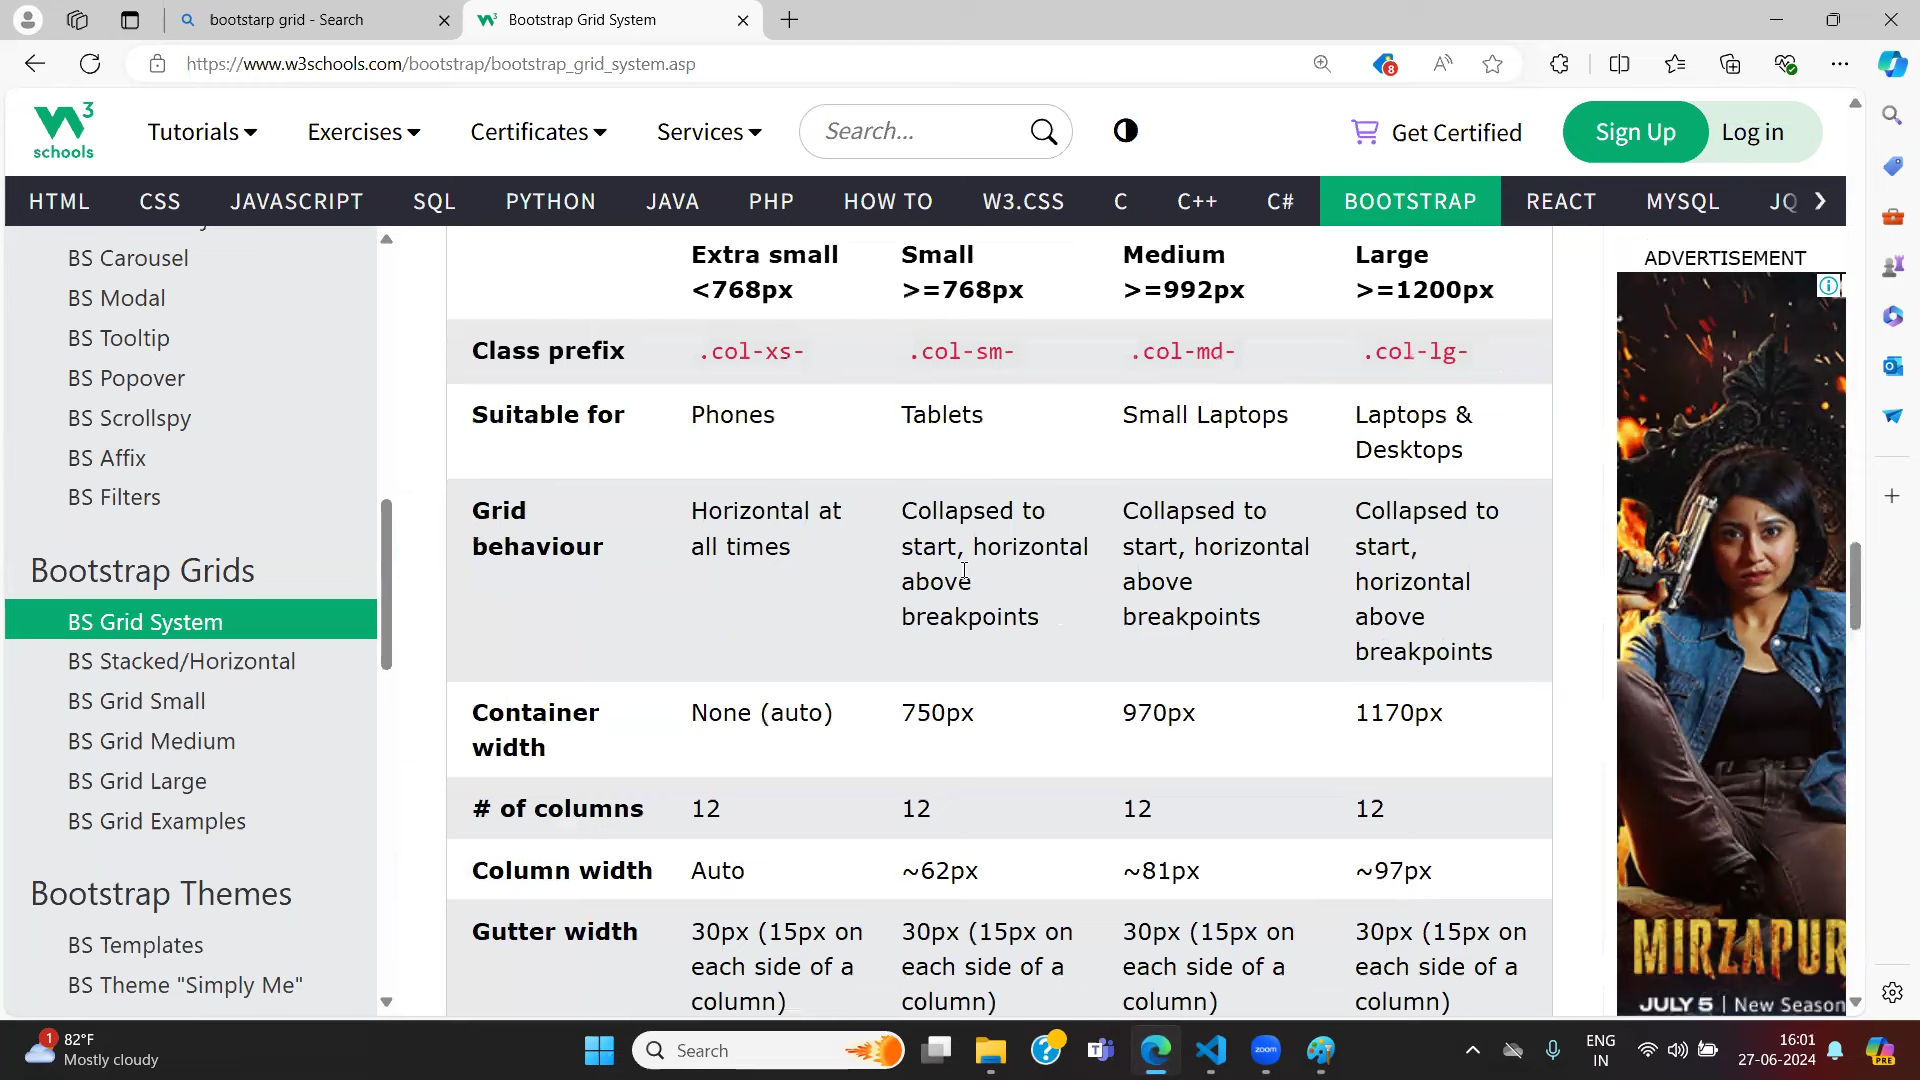 bootstarp grid - Search
Bootstrap Grid System
https://www.w3schools.com/bootstrap/bootstrap_grid_system.asp
8
3
schools
Tutorials
Exercises
Certificates
Services
Search...
Get Certified
Sign Up
Log in
HTML
CSS
JAVASCRIPT
SQL
PYTHON
JAVA
PHP
HOW TO
W3.CSS
C
C++
C#
BOOTSTRAP
REACT
MYSQL
JQ
BS Carousel
BS Modal
BS Tooltip
BS Popover
BS Scrollspy
BS Affix
BS Filters
Bootstrap Grids
BS Grid System
BS Stacked/Horizontal
BS Grid Small
BS Grid Medium
BS Grid Large
BS Grid Examples
Bootstrap Themes
BS Templates
BS Theme "Simply Me"
Extra small Small Medium Large
<768px >=768px >=992px >=1200px
Class prefix .col-xs- .col-sm- .col-md- .col-lg-
Suitable for Phones Tablets Small Laptops Laptops &
Desktops
Grid Horizontal at Collapsed to Collapsed to Collapsed to
behaviour all times start, horizontal start, horizontal start,
above above horizontal
breakpoints breakpoints above
breakpoints
Container None (auto) 750px 970px 1170px
width
# of columns 12 12 12 12
Column width Auto ~62px ~81px ~97px
Gutter width 30px (15px on 30px (15px on 30px (15px on 30px (15px on
each side of a each side of a each side of a each side of a
column) column) column) column)
ADVERTISEMENT
MIRZAPUR
JULY 5 | New Season
1
82°F
Mostly cloudy
Search
zoom
ENG
IN
16:01
27-06-2024
PRE